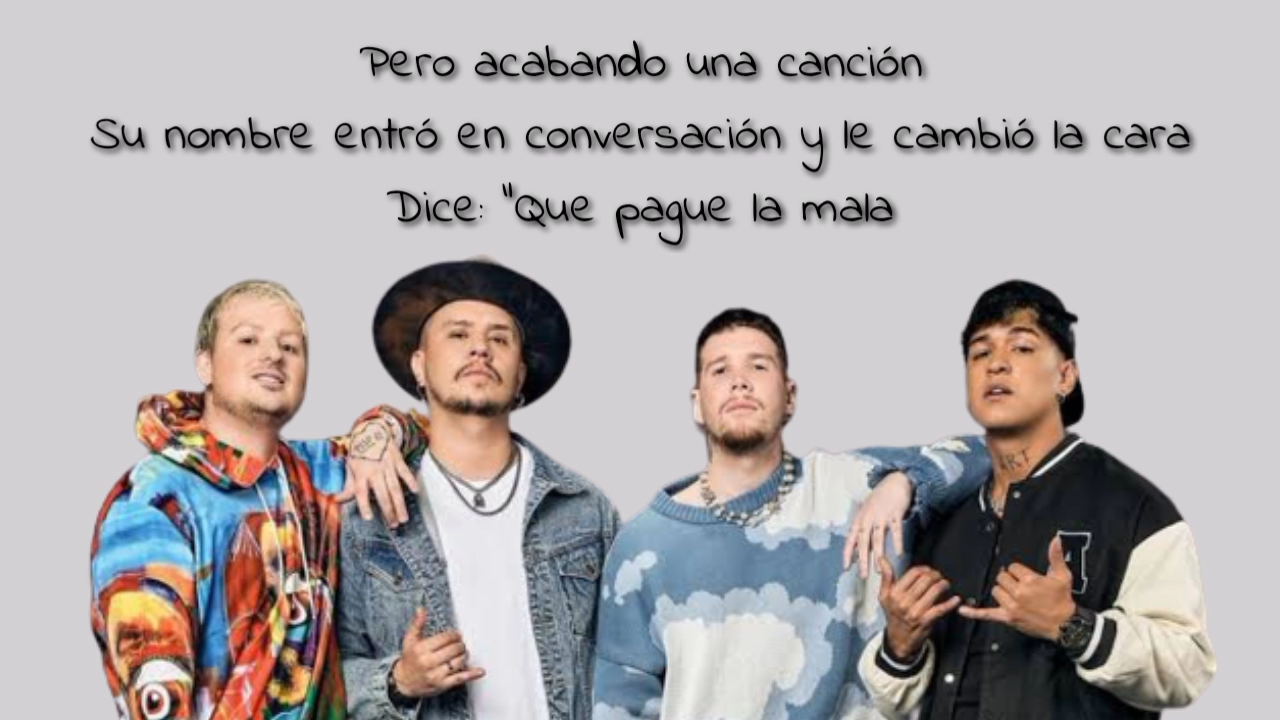 Pero acabando una canción
Su nombre entró en conversación y le cambió la cara
Dice: "Que pague la mala